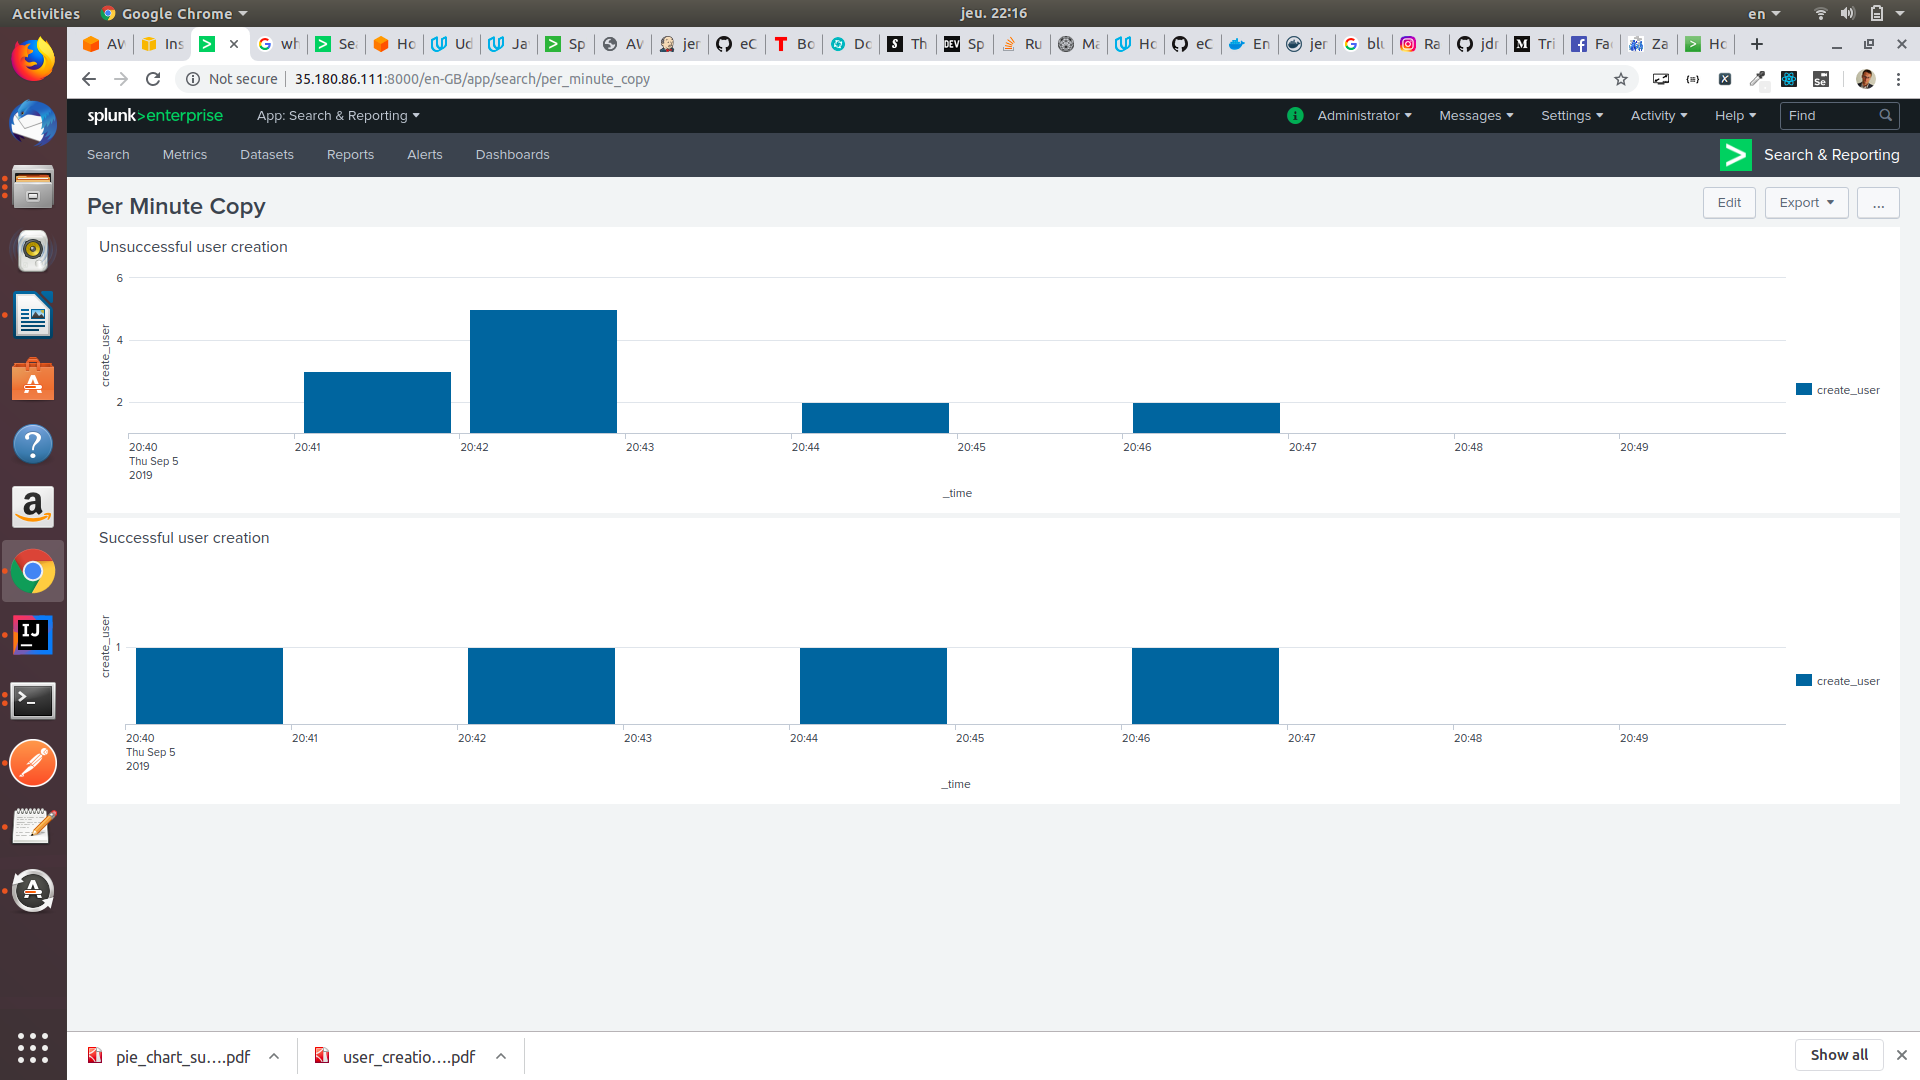 Activities Google Chrome jeu. 22:16 en
AW Ins wh Sea Ho Ud Ja Sp AW jer eC Bo Do Th Sp Ru Ma Ho eC En jer blu Ra jdr Tri Fac Za Ho
Not secure 35.180.86.111:8000/en-GB/app/search/per_minute_copy
splunk>enterprise App: Search & Reporting Administrator Messages Settings Activity Help Find
Search Metrics Datasets Reports Alerts Dashboards Search & Reporting
Per Minute Copy Edit Export ...
Unsuccessful user creation
6
4
2
create_user
create_user
20:40 20:41 20:42 20:43 20:44 20:45 20:46 20:47 20:48 20:49
Thu Sep 5
2019
_time
Successful user creation
1
create_user
create_user
20:40 20:41 20:42 20:43 20:44 20:45 20:46 20:47 20:48 20:49
Thu Sep 5
2019
_time
pie_chart_su....pdf user_creatio....pdf Show all